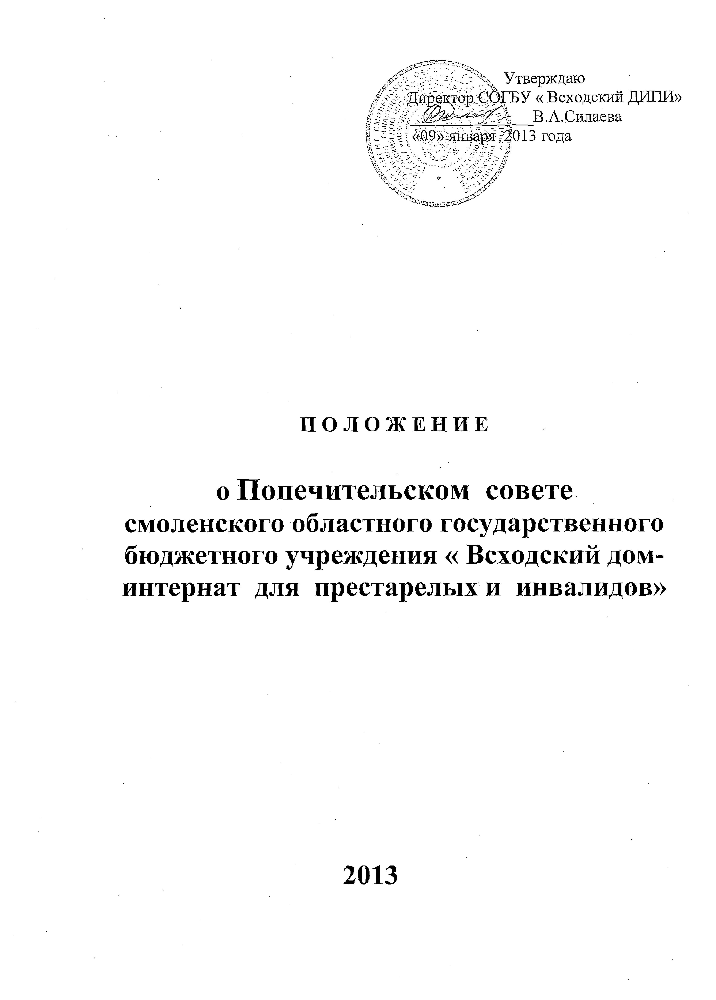 Утверждаю
Директор СОГБУ « Всходский ДИПИ»
В.А.Силаева
«09» января 2013 года
ПОЛОЖЕНИЕ
о Попечительском совете
смоленского областного государственного
бюджетного учреждения « Всходский дом-
интернат для престарелых и инвалидов»
2013